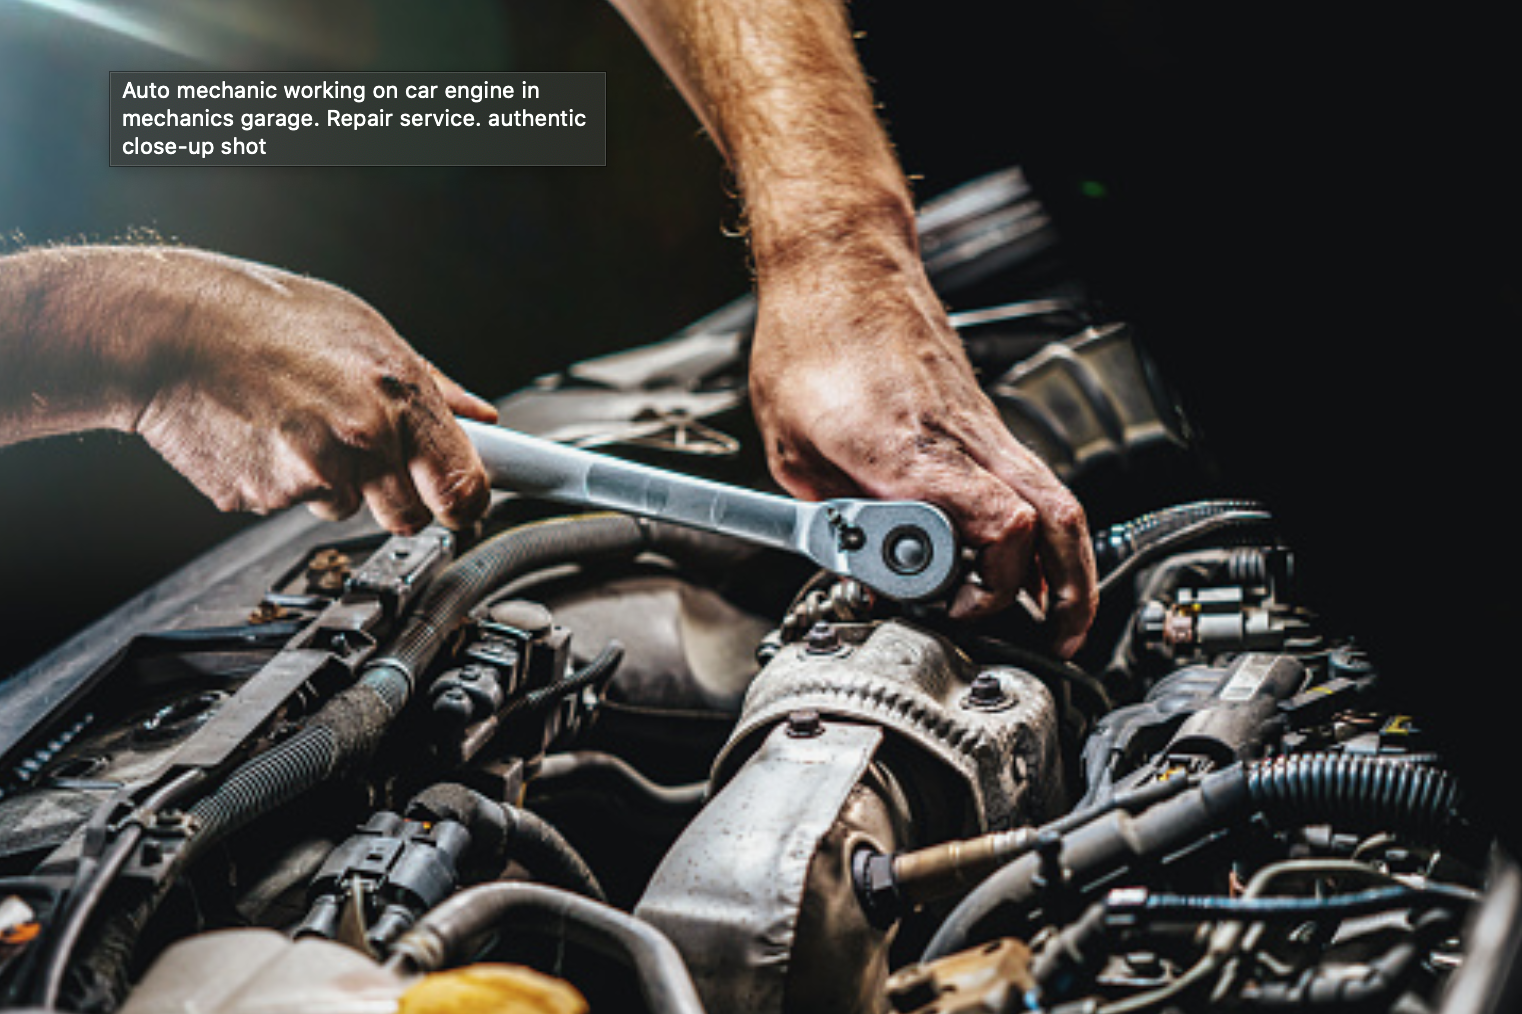 Auto mechanic working on car engine in
mechanics garage. Repair service. authentic
close-up shot